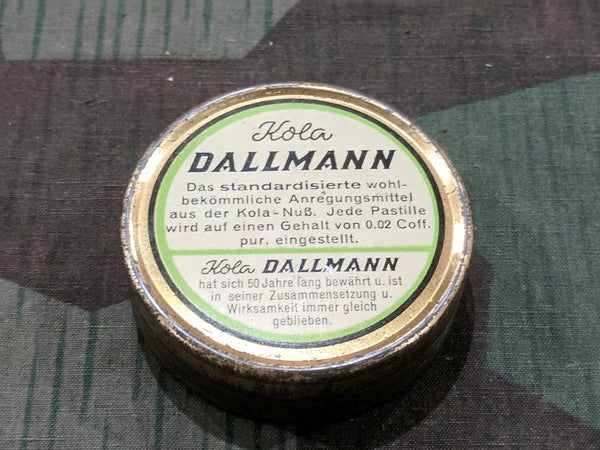 Kola
DALLMANN
Das standardisierte wohl-
bekömmliche Anregungsmittel
aus der Kola-Nuß. Jede Pastille
wird auf einen Gehalt von 0.02 Coff.
pur. eingestellt.
Kola DALLMANN
hat sich 50 Jahre lang bewährt u. ist
in seiner Zusammensetzung u.
Wirksamkeit immer gleich
geblieben.